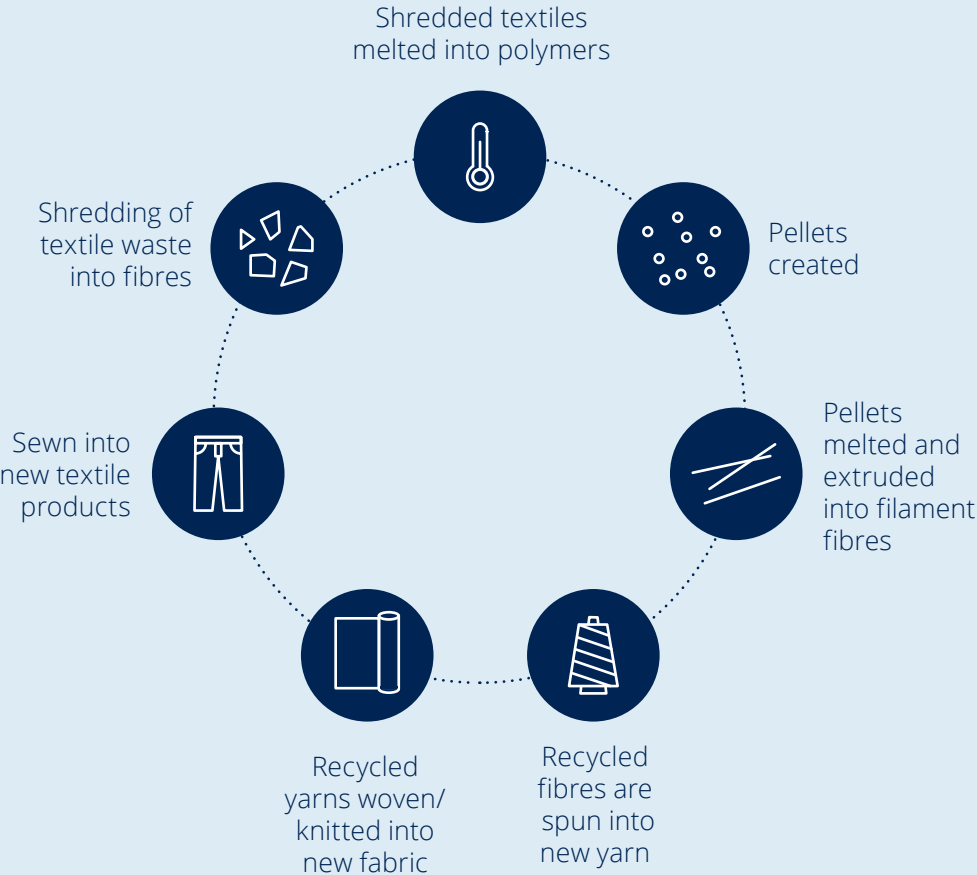 Shredded textiles
melted into polymers
Pellets
created
Pellets
melted and
extruded
into filament
fibres
Recycled
fibres are
spun into
new yarn
Recycled
yarns woven/
knitted into
new fabric
Sewn into
new textile
products
Shredding of
textile waste
into fibres